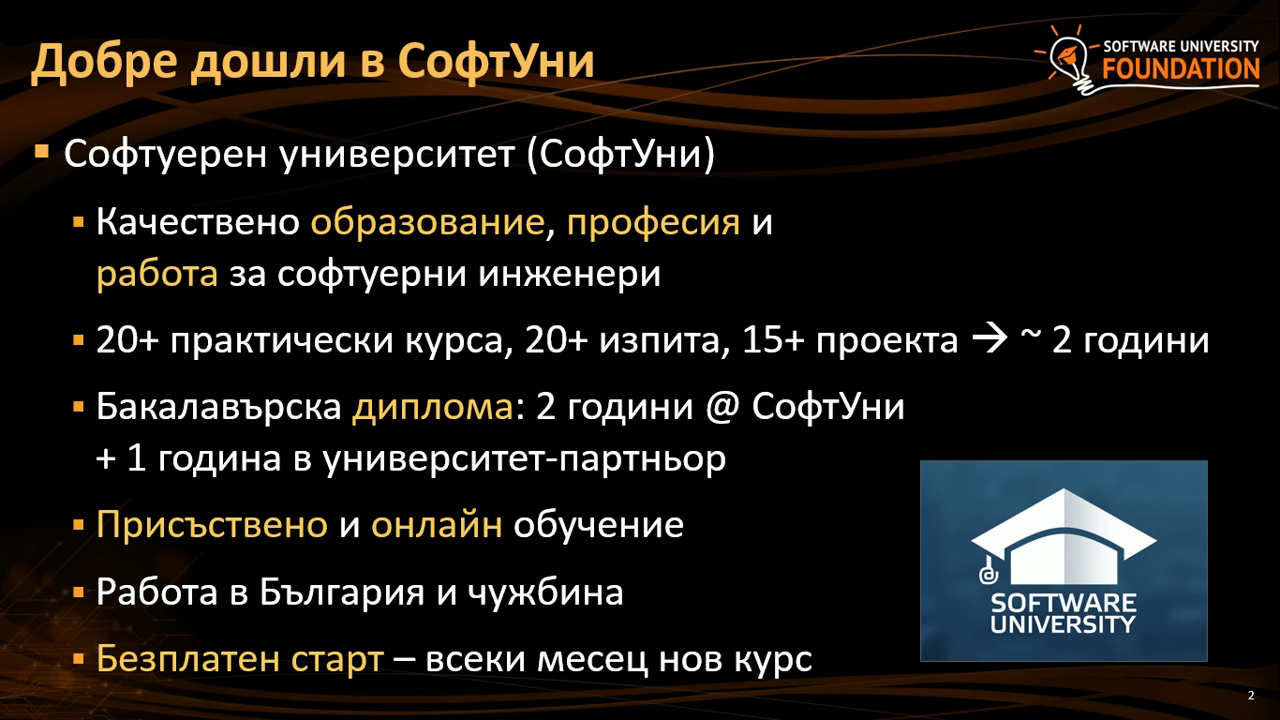 Добре дошли в СофтУни
SOFTWARE UNIVERSITY
FOUNDATION
▪ Софтуерен университет (СофтУни)
▪ Качествено образование, професия и
работа за софтуерни инженери
▪ 20+ практически курса, 20+ изпита, 15+ проекта → ~ 2 години
▪ Бакалавърска диплома: 2 години @ СофтУни
+ 1 година в университет-партньор
▪ Присъствено и онлайн обучение
▪ Работа в България и чужбина
▪ Безплатен старт – всеки месец нов курс
SOFTWARE
UNIVERSITY
2